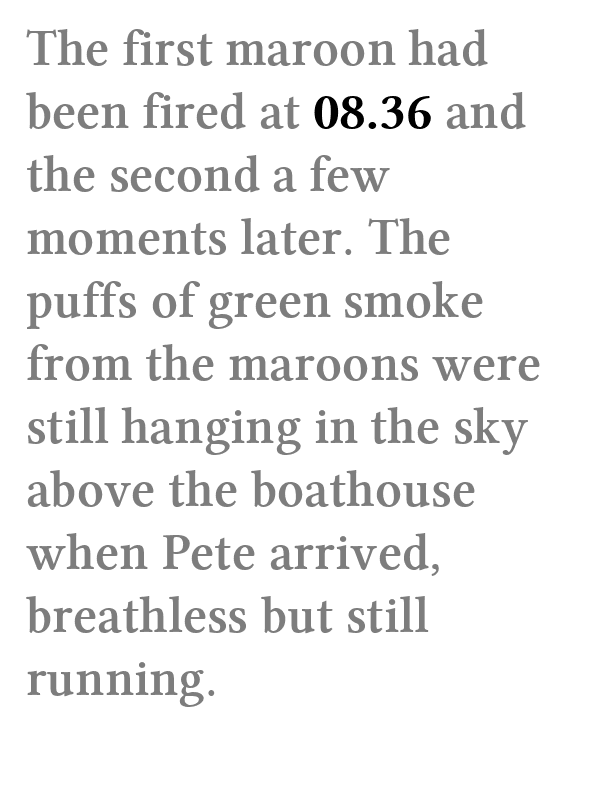 The first maroon had
been fired at 08.36 and
the second a few
moments later. The
puffs of green smoke
from the maroons were
still hanging in the sky
above the boathouse
when Pete arrived,
breathless but still
running.